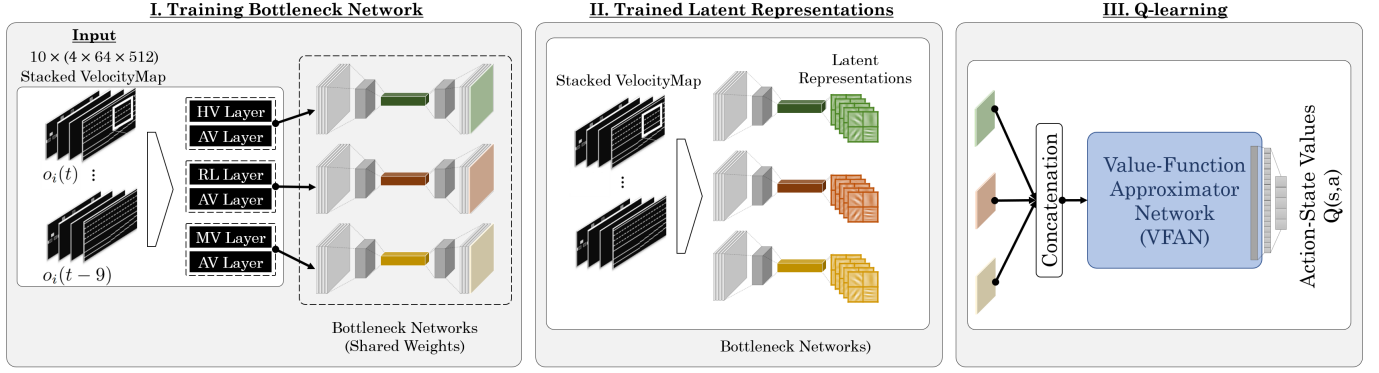 I. Training Bottleneck Network
Input
10 × (4 × 64 × 512)
Stacked VelocityMap
o_i(t)
⋮
o_i(t − 9)
HV Layer
AV Layer
RL Layer
AV Layer
MV Layer
AV Layer
Bottleneck Networks
(Shared Weights)
II. Trained Latent Representations
Stacked VelocityMap
⋮
Latent
Representations
Bottleneck Networks)
III. Q-learning
Concatenation
Value-Function
Approximator
Network
(VFAN)
Action-State Values
Q(s,a)